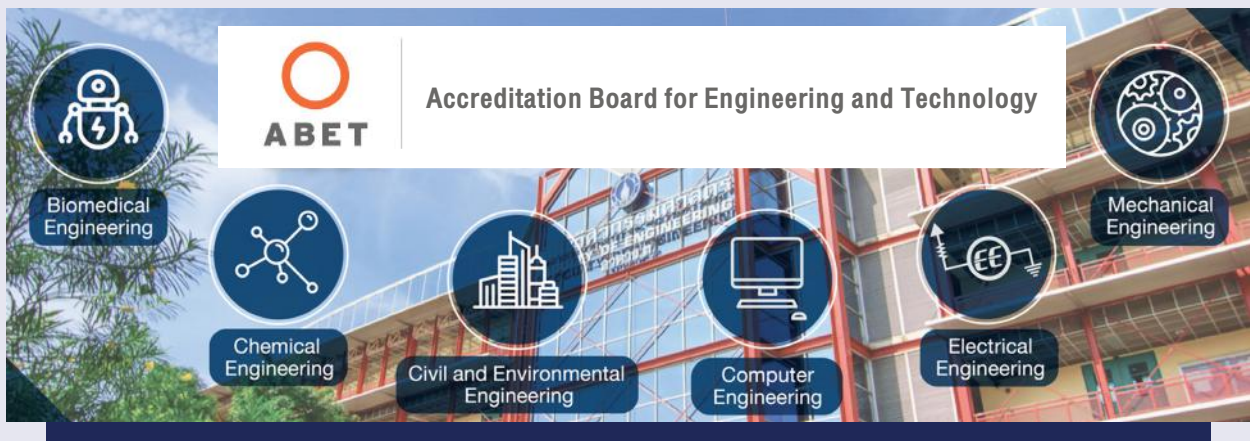 ABET
Accreditation Board for Engineering and Technology
Biomedical
Engineering
Chemical
Engineering
Civil and Environmental
Engineering
Computer
Engineering
EE
Electrical
Engineering
Mechanical
Engineering